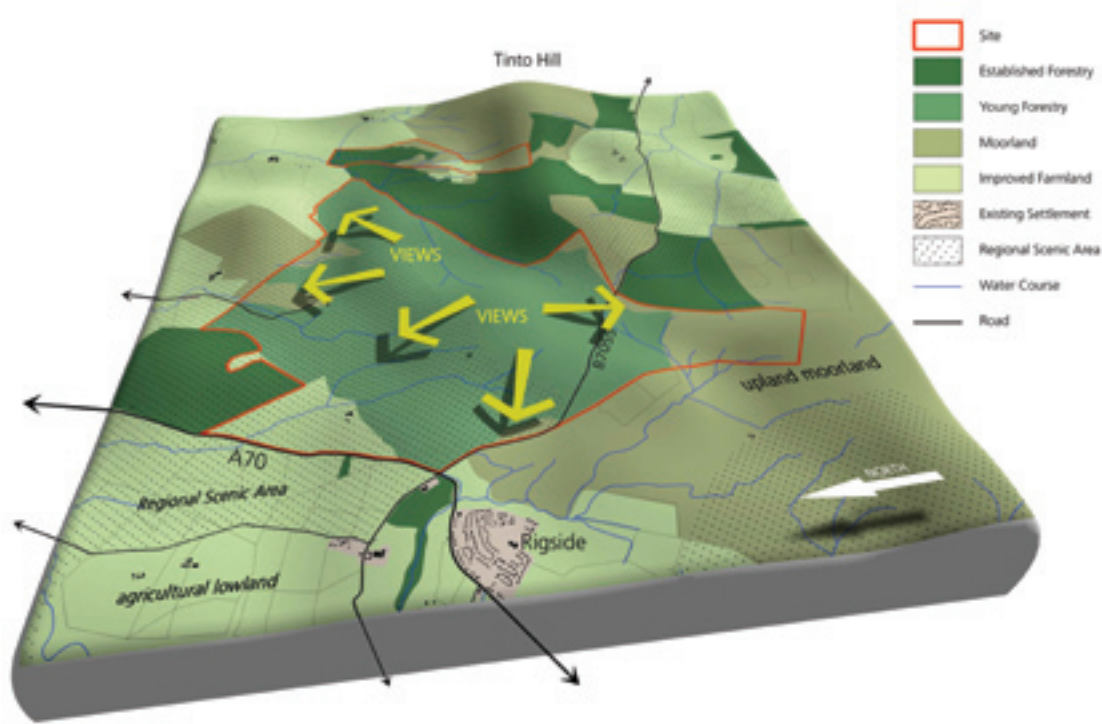 Tinto Hill
Site
Established Forestry
Young Forestry
Moorland
Improved Farmland
Existing Settlement
Regional Scenic Area
Water Course
Road
VIEWS
VIEWS
upland moorland
A70
Regional Scenic Area
NORTH
Rigside
agricultural lowland